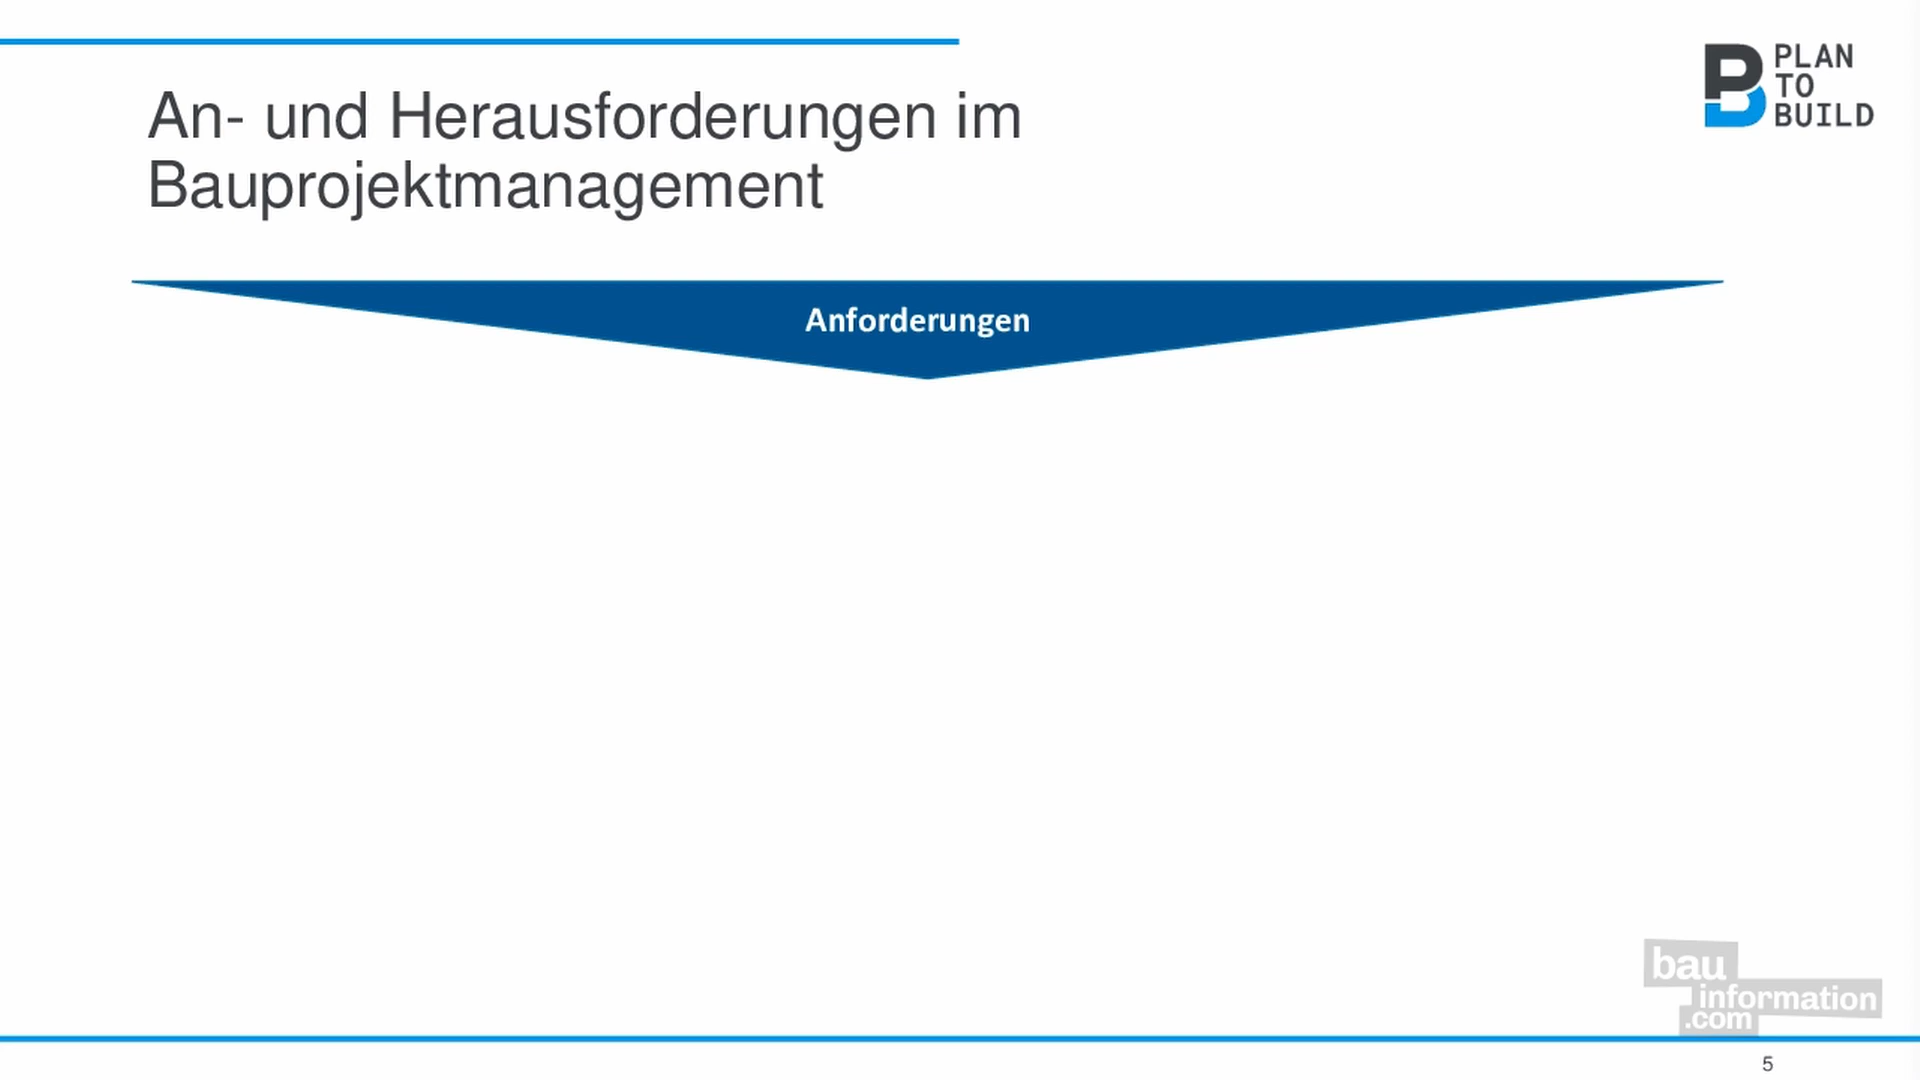 An- und Herausforderungen im
Bauprojektmanagement
PLAN
TO
BUILD
Anforderungen
bau
information
.com
5